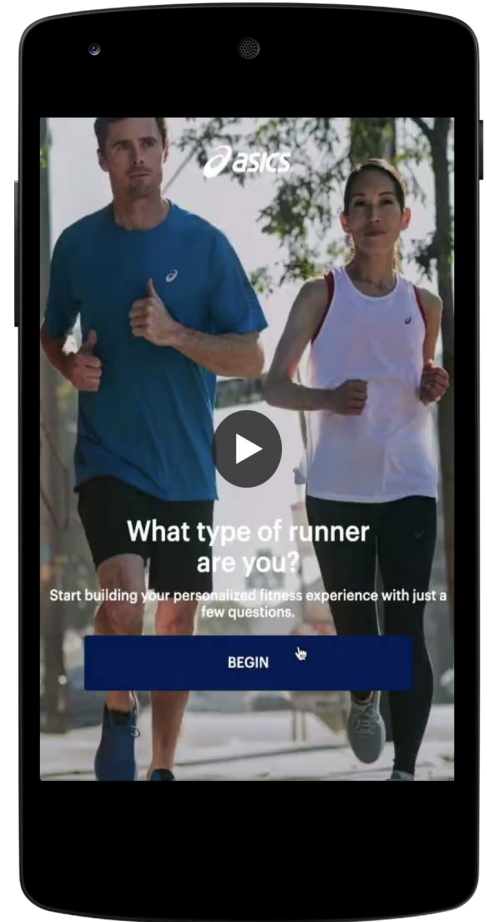 asics
What type of runner
are you?
Start building your personalized fitness experience with just a
few questions.
BEGIN